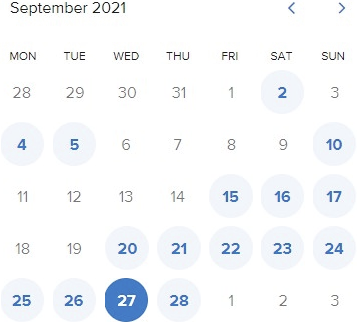 September 2021
MON TUE WED THU FRI SAT SUN
28 29 30 31 1 2 3
4 5 6 7 8 9 10
11 12 13 14 15 16 17
18 19 20 21 22 23 24
25 26 27 28 1 2 3